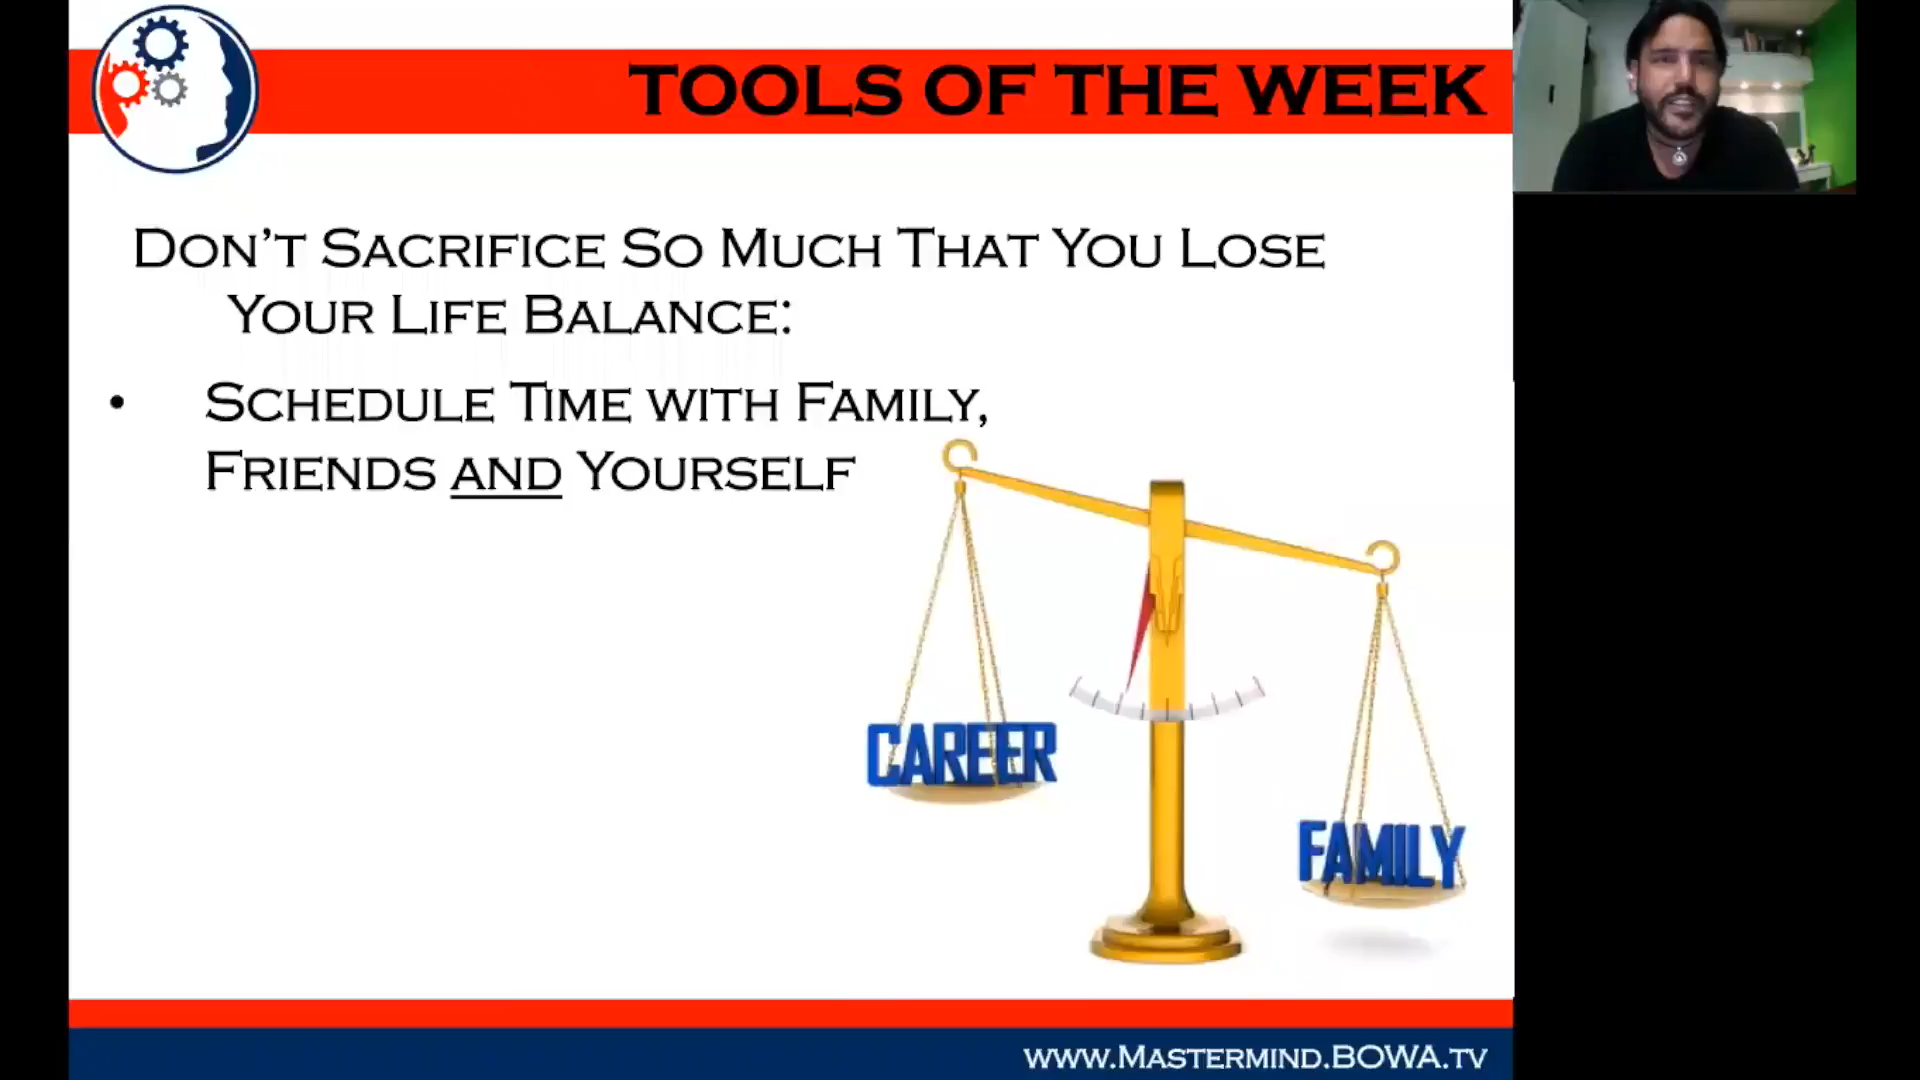 TOOLS OF THE WEEK
DON'T SACRIFICE SO MUCH THAT YOU LOSE
YOUR LIFE BALANCE:
• SCHEDULE TIME WITH FAMILY,
FRIENDS AND YOURSELF
CAREER
FAMILY
WWW.MASTERMIND.BOWA.TV